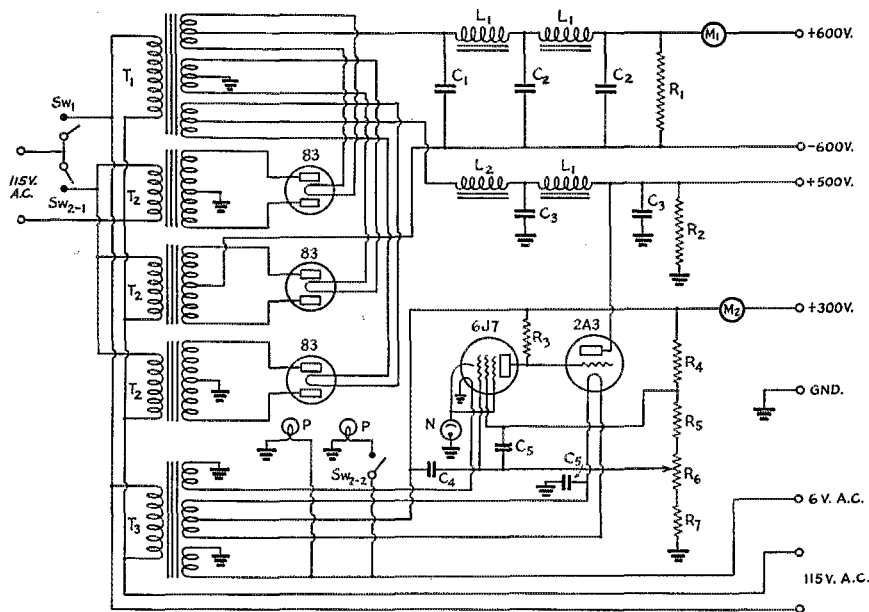 L₁
L₁
M₁
+600V.
T₁
C₁
C₂
C₂
R₁
Sw₁
-600V.
115V.
A.C.
Sw₂₋₁
T₂
83
L₂
L₁
+500V.
C₃
C₃
R₂
T₂
83
6J7
R₃
2A3
M₂
+300V.
T₂
83
R₄
GND.
P
P
N
R₅
Sw₂₋₂
C₅
C₄
C₅
R₆
6V. A.C.
T₃
R₇
115V. A.C.